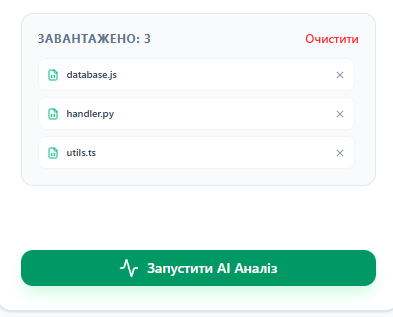 ЗАВАНТАЖЕНО: 3
Очистити
database.js
handler.py
utils.ts
Запустити AI Аналіз